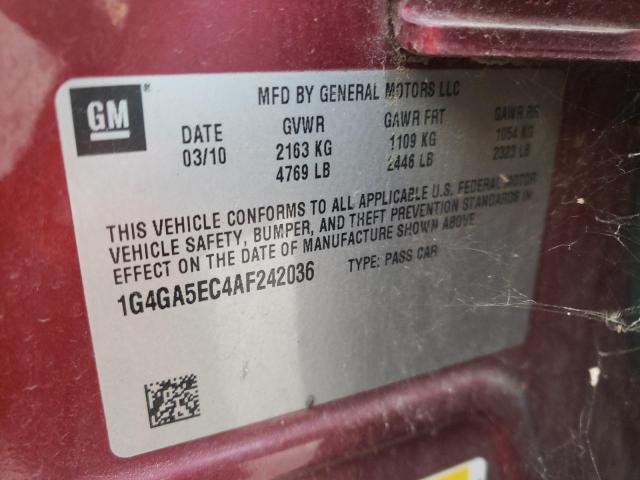 GM
MFD BY GENERAL MOTORS LLC
DATE GVWR GAWR FRT GAWR RR
03/10 2163 KG 1109 KG 1054 KG
4769 LB 2446 LB 2323 LB
THIS VEHICLE CONFORMS TO ALL APPLICABLE U.S. FEDERAL MOTOR
VEHICLE SAFETY, BUMPER, AND THEFT PREVENTION STANDARDS IN
EFFECT ON THE DATE OF MANUFACTURE SHOWN ABOVE
1G4GA5EC4AF242036 TYPE: PASS CAR